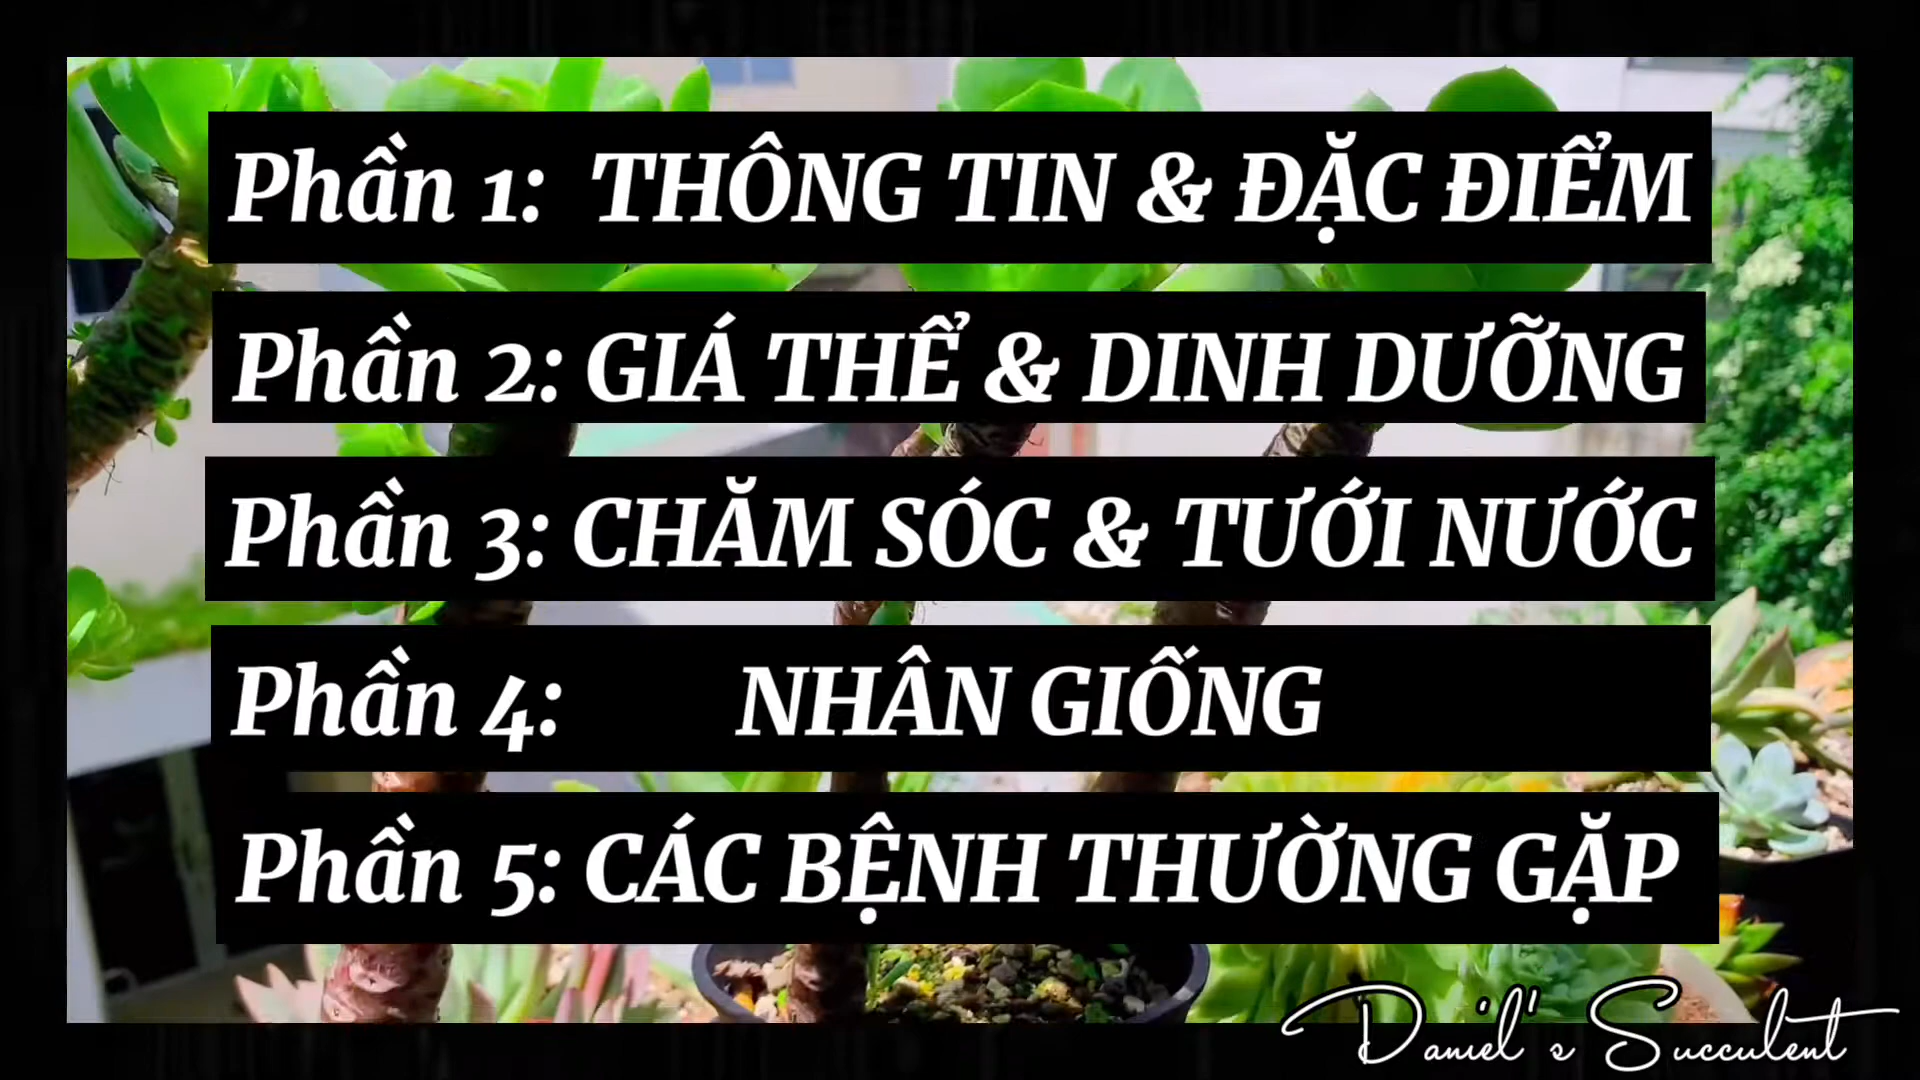 Phần 1: THÔNG TIN & ĐẶC ĐIỂM
Phần 2: GIÁ THỂ & DINH DƯỠNG
Phần 3: CHĂM SÓC & TƯỚI NƯỚC
Phần 4: NHÂN GIỐNG
Phần 5: CÁC BỆNH THƯỜNG GẶP
Daniel's Succulent